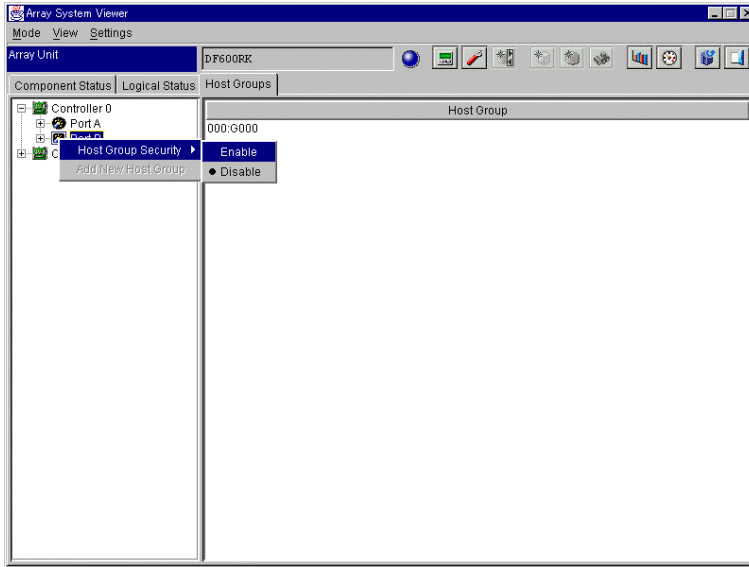 Array System Viewer
Mode View Settings
Array Unit
DF600RK
Component Status Logical Status Host Groups
Controller 0
Port A
Host Group
000:G000
Host Group Security
Enable
Add New Host Group
Disable